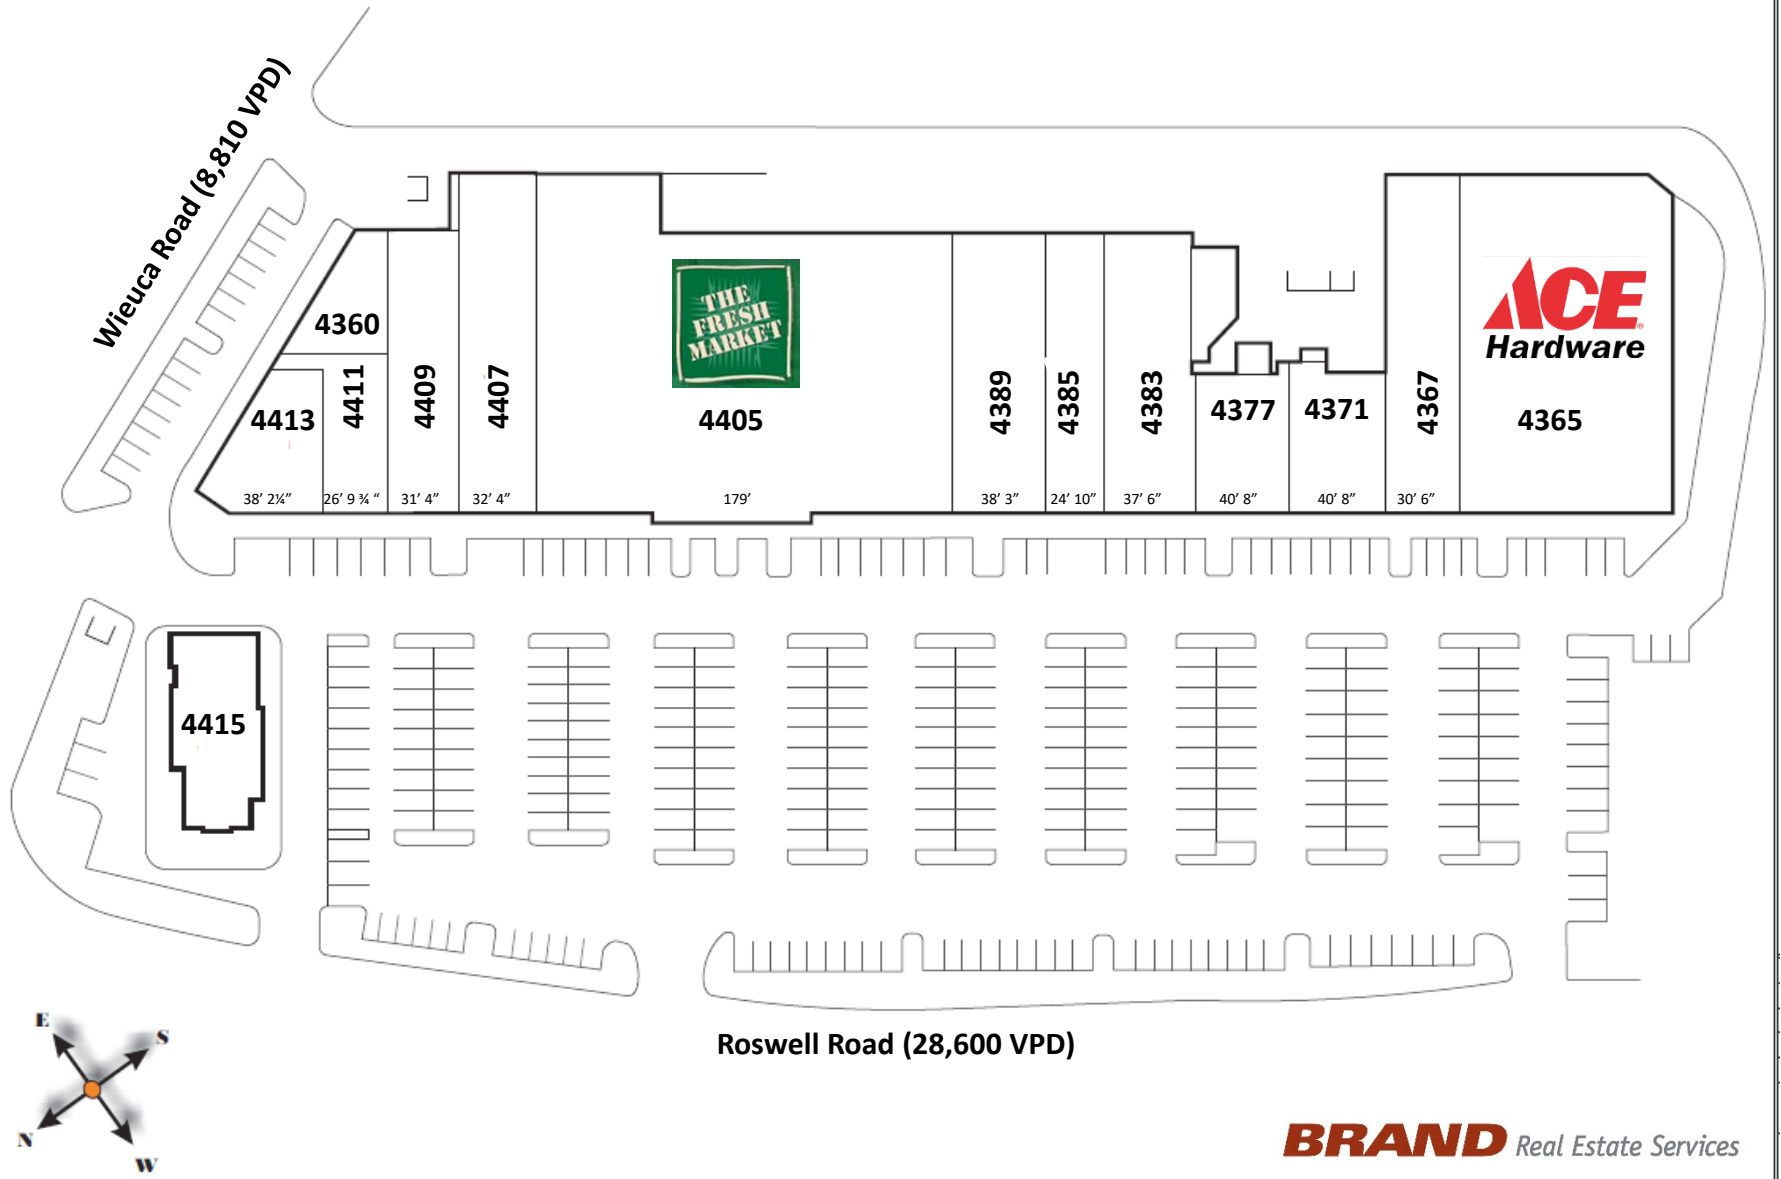 Wieuca Road (8,810 VPD)
4360
4413
4411
4409
4407
THE
FRESH
MARKET
4405
4389
4385
4383
4377
4371
4367
ACE
®
Hardware
4365
38’ 2¼”
26’ 9 ¾ “
31’ 4”
32’ 4”
179’
38’ 3”
24’ 10”
37’ 6”
40’ 8”
40’ 8”
30’ 6”
4415
Roswell Road (28,600 VPD)
E
S
N
W
BRAND Real Estate Services